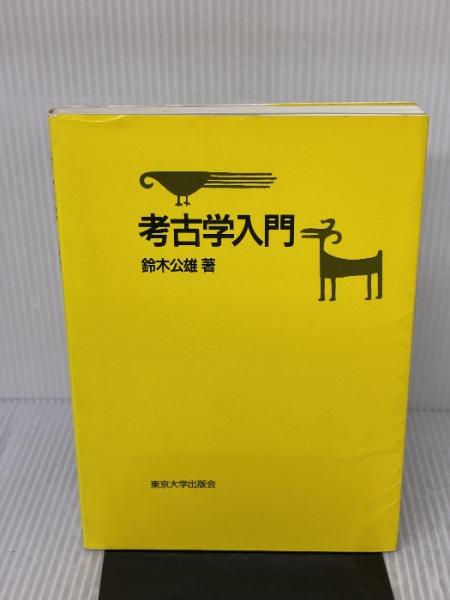 考古学入門
鈴木公雄 著
東京大学出版会